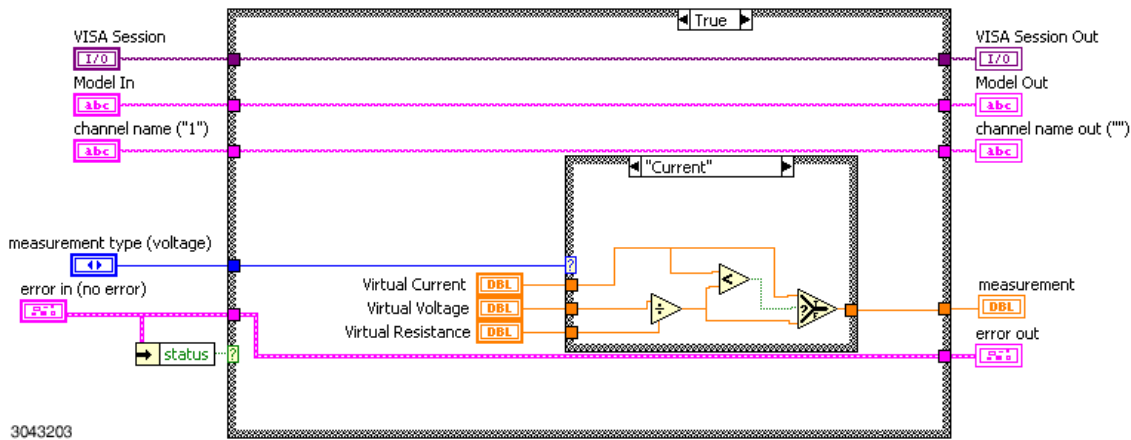 True
VISA Session
I/O
VISA Session Out
I/O
Model In
abc
Model Out
abc
channel name ("1")
abc
channel name out ("")
abc
"Current"
measurement type (voltage)
?
Virtual Current
DBL
Virtual Voltage
DBL
Virtual Resistance
DBL
÷
<
?
T
F
error in (no error)
measurement
DBL
error out
status
?
3043203